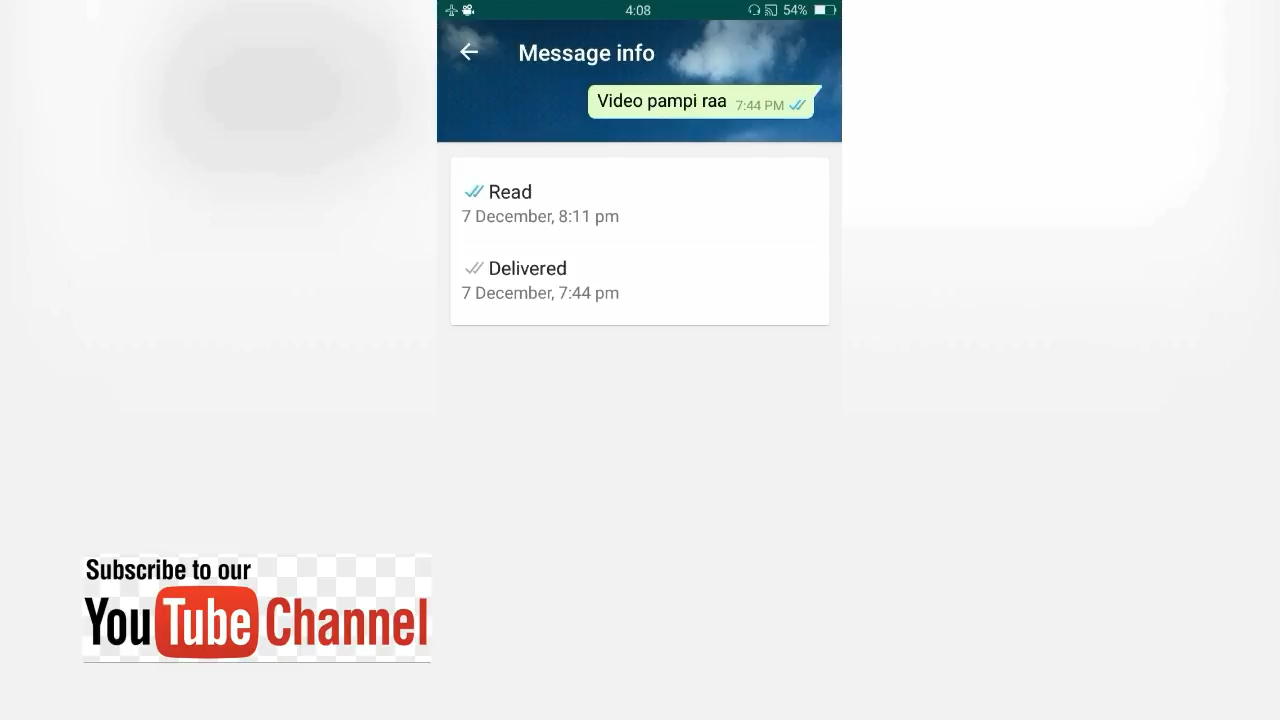 4:08
54%
Message info
Video pampi raa 7:44 PM
Read
7 December, 8:11 pm
Delivered
7 December, 7:44 pm
Subscribe to our
YouTube Channel